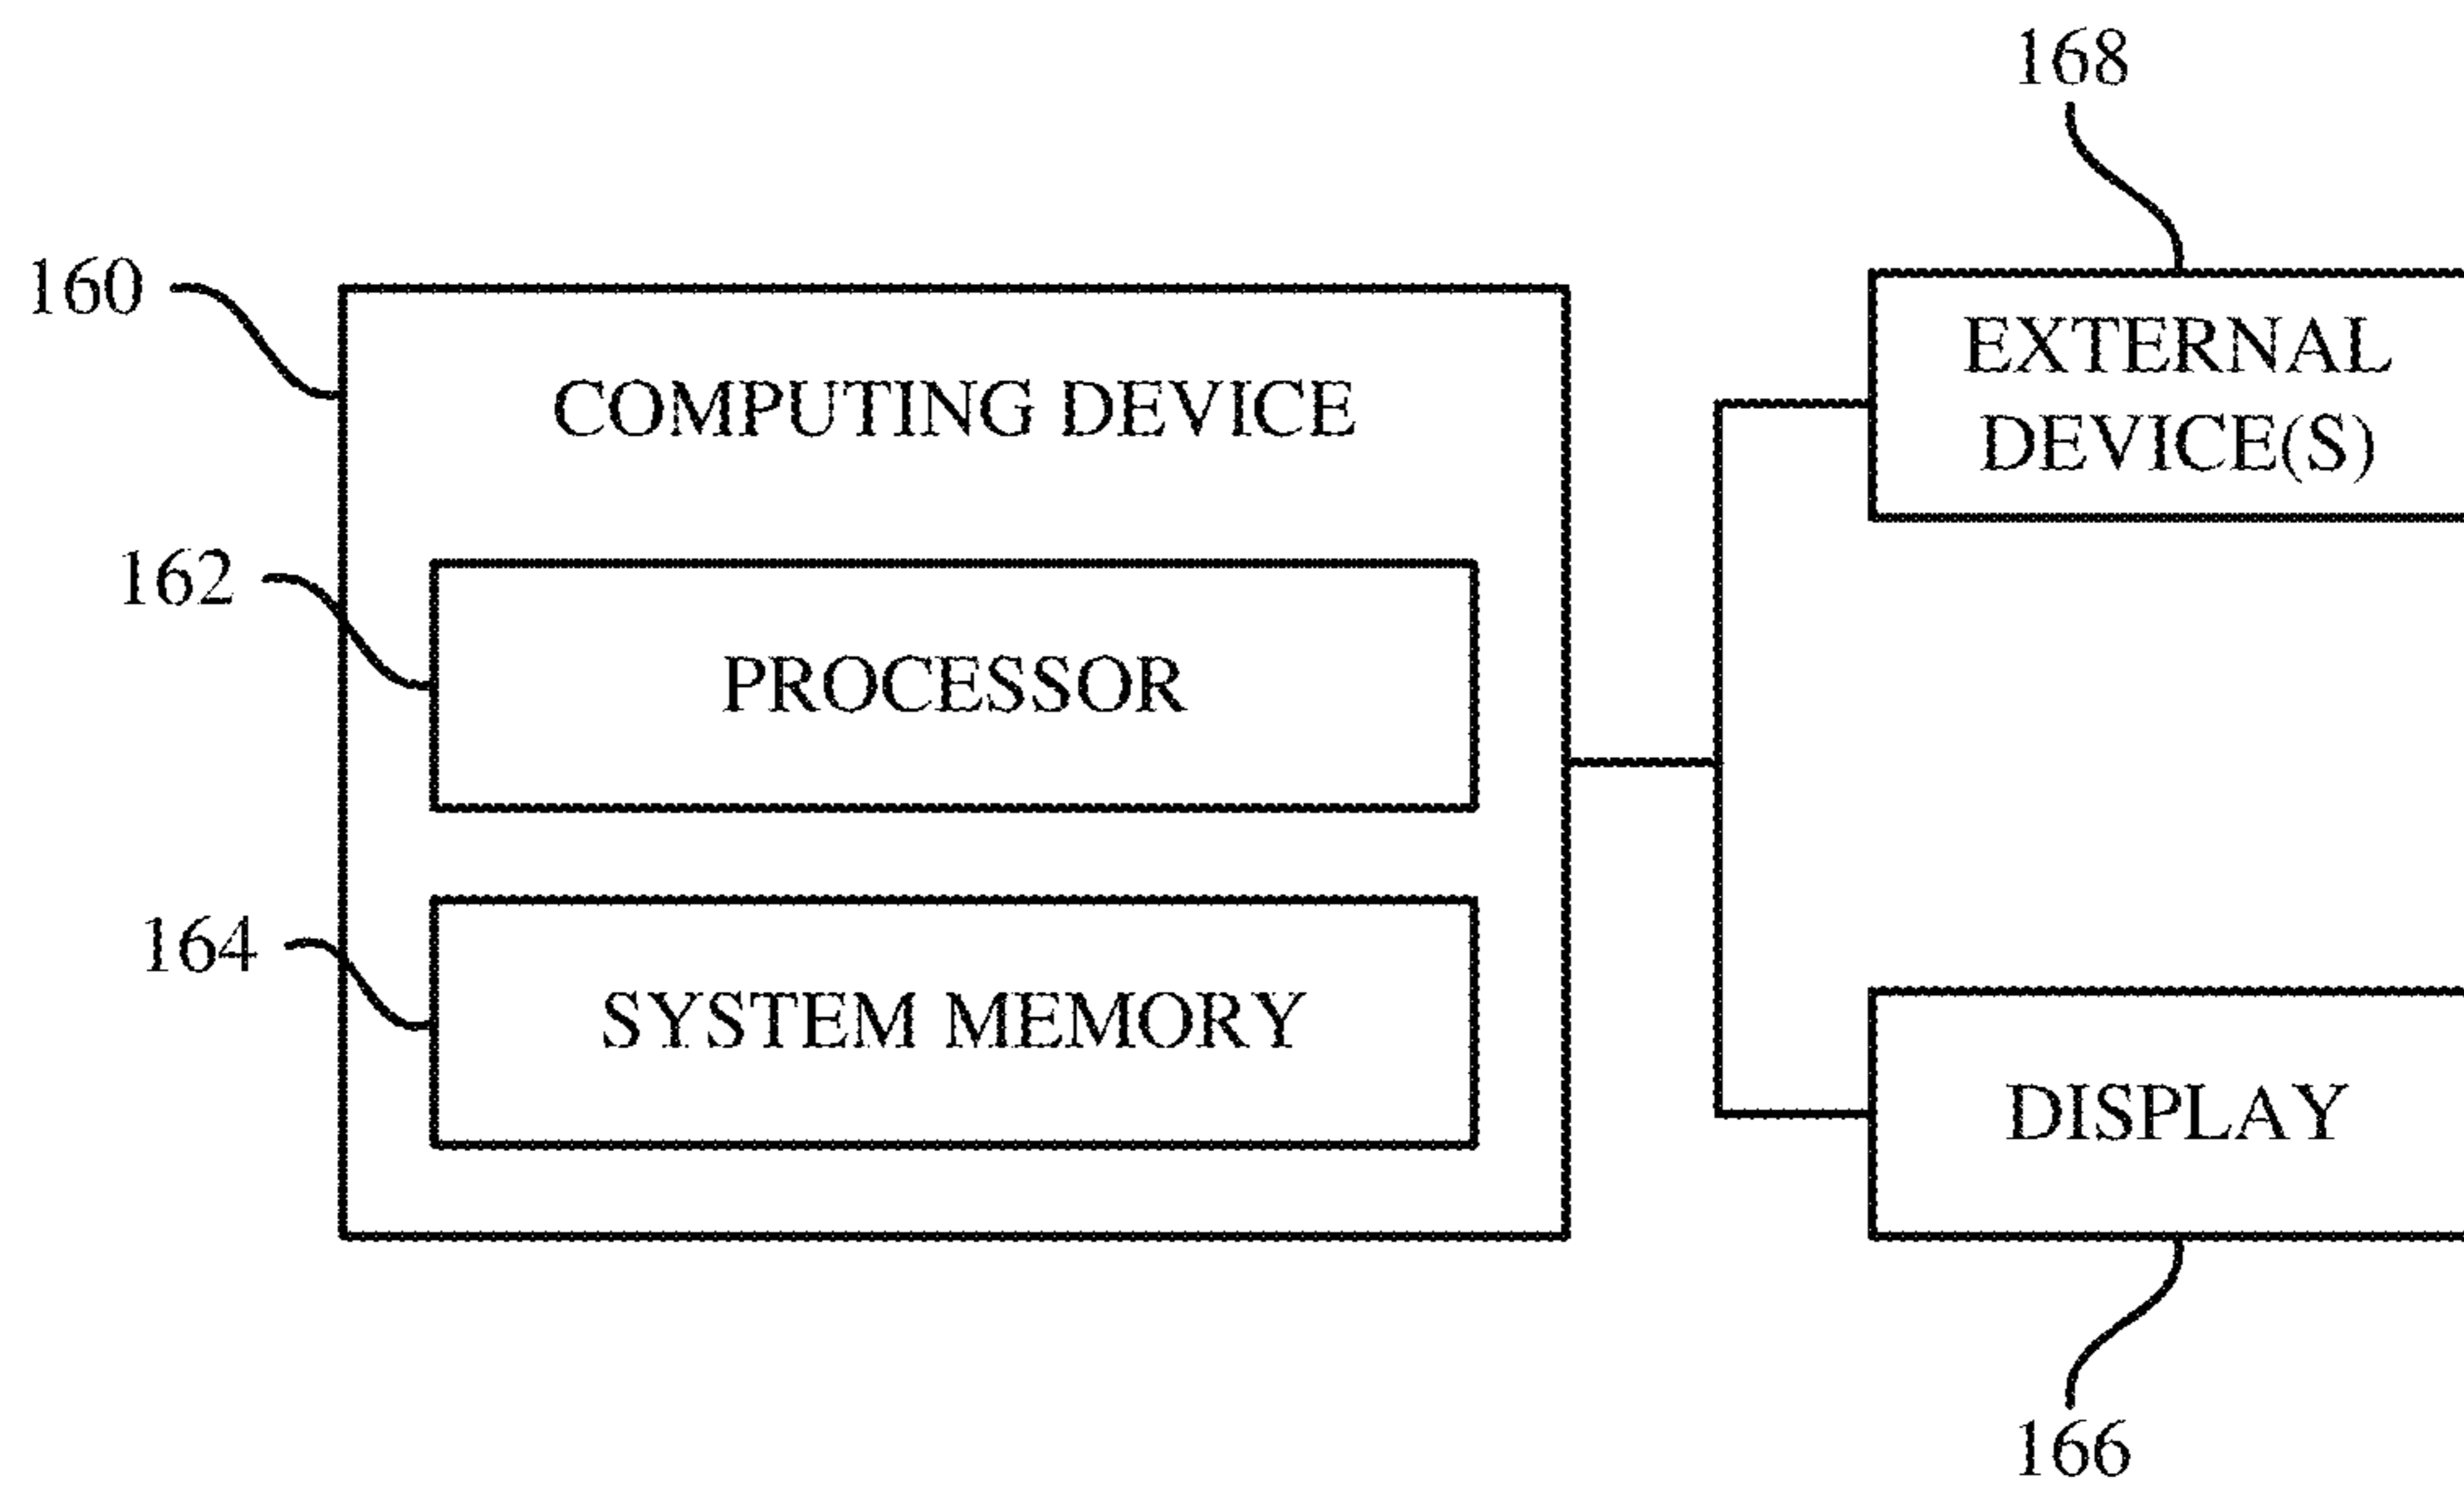 168
160
EXTERNAL
DEVICE(S)
COMPUTING DEVICE
162
PROCESSOR
164
SYSTEM MEMORY
DISPLAY
166